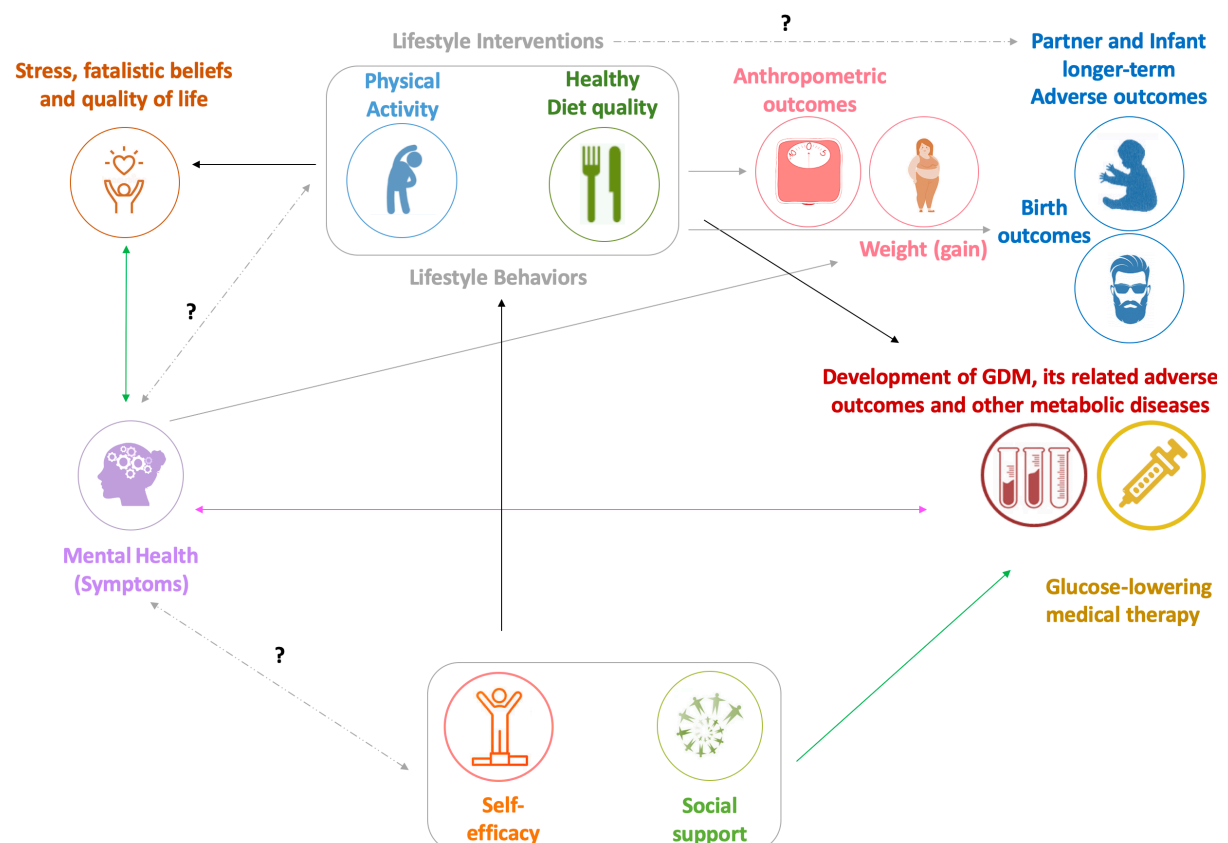 ?
Lifestyle Interventions
Partner and Infant
longer-term
Adverse outcomes
Stress, fatalistic beliefs
and quality of life
Physical
Activity
Healthy
Diet quality
Anthropometric
outcomes
Birth
outcomes
Weight (gain)
Lifestyle Behaviors
?
Development of GDM, its related adverse
outcomes and other metabolic diseases
Mental Health
(Symptoms)
Glucose-lowering
medical therapy
?
Self-
efficacy
Social
support